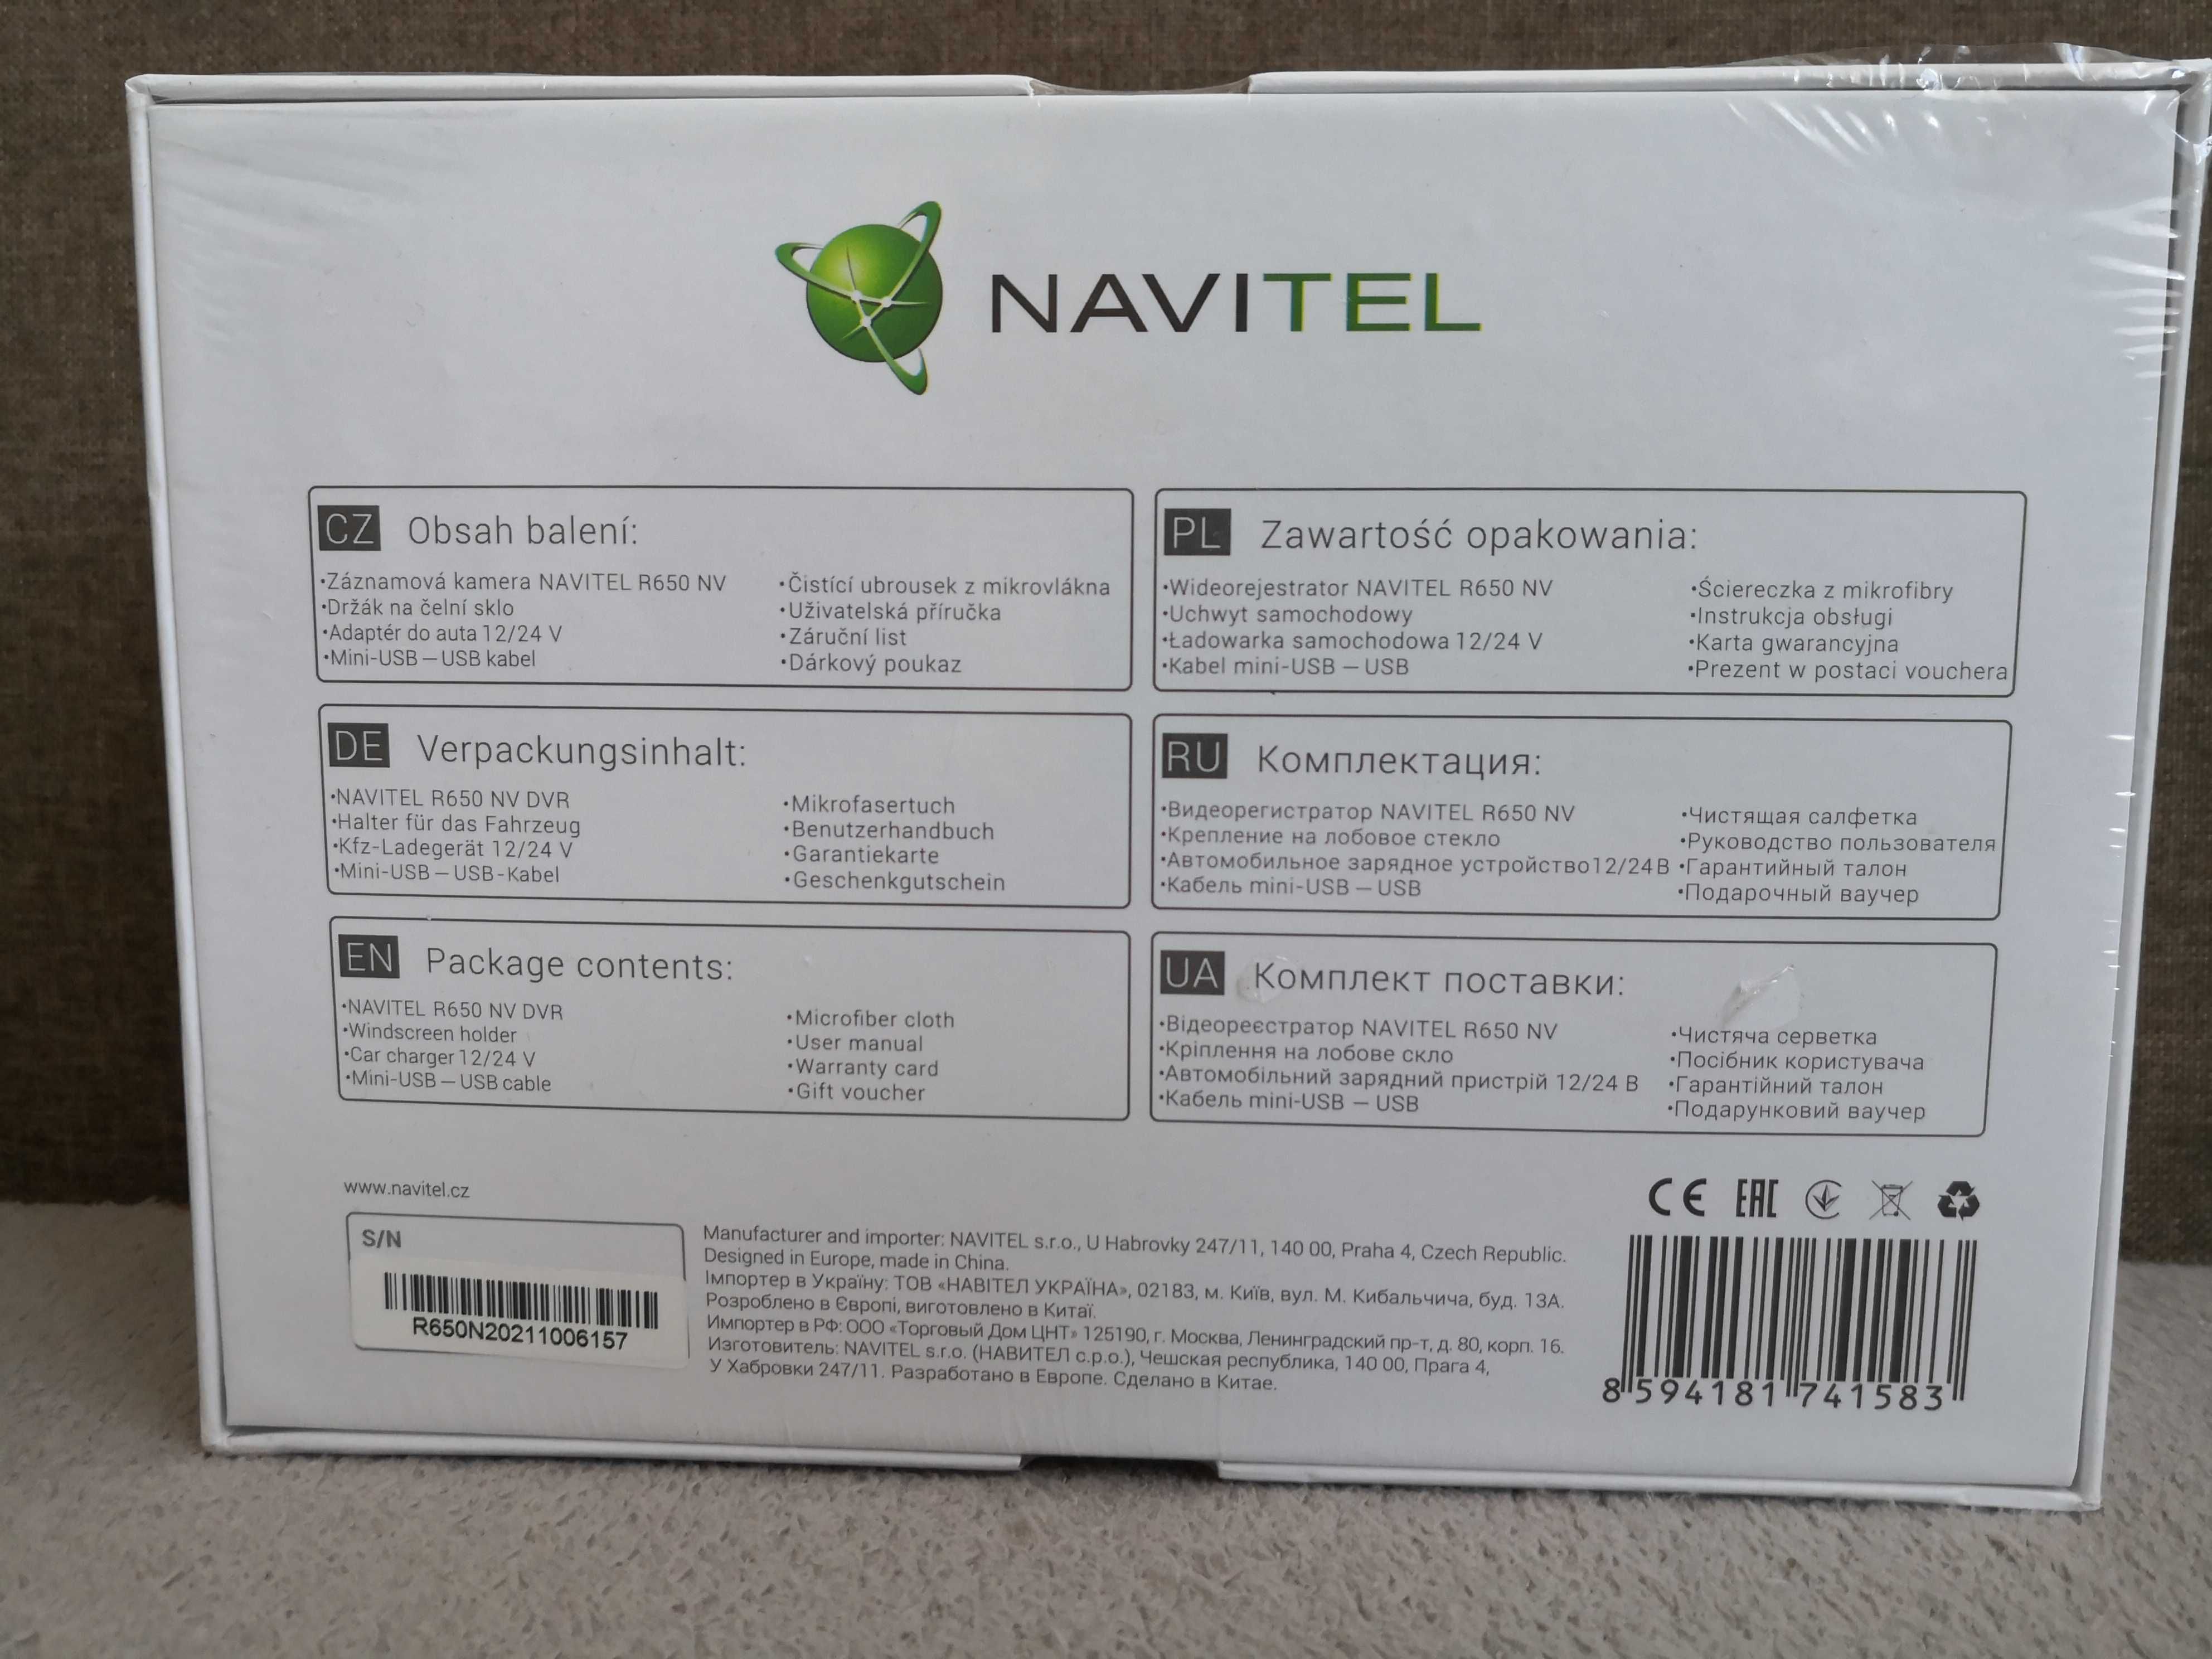 NAVITEL
CZ Obsah balení:
•Záznamová kamera NAVITEL R650 NV
•Držák na čelní sklo
•Adaptér do auta 12/24 V
•Mini-USB – USB kabel
•Čistící ubrousek z mikrovlákna
•Uživatelská příručka
•Záruční list
•Dárkový poukaz
PL Zawartość opakowania:
•Wideorejestrator NAVITEL R650 NV
•Uchwyt samochodowy
•Ładowarka samochodowa 12/24 V
•Kabel mini-USB – USB
•Ściereczka z mikrofibry
•Instrukcja obsługi
•Karta gwarancyjna
•Prezent w postaci vouchera
DE Verpackungsinhalt:
•NAVITEL R650 NV DVR
•Halter für das Fahrzeug
•Kfz-Ladegerät 12/24 V
•Mini-USB – USB-Kabel
•Mikrofasertuch
•Benutzerhandbuch
•Garantiekarte
•Geschenkgutschein
RU Комплектация:
•Видеорегистратор NAVITEL R650 NV
•Крепление на лобовое стекло
•Автомобильное зарядное устройство12/24В
•Кабель mini-USB – USB
•Чистящая салфетка
•Руководство пользователя
•Гарантийный талон
•Подарочный ваучер
EN Package contents:
•NAVITEL R650 NV DVR
•Windscreen holder
•Car charger 12/24 V
•Mini-USB – USB cable
•Microfiber cloth
•User manual
•Warranty card
•Gift voucher
UA Комплект поставки:
•Відеореєстратор NAVITEL R650 NV
•Кріплення на лобове скло
•Автомобільний зарядний пристрій 12/24 В
•Кабель mini-USB – USB
•Чистяча серветка
•Посібник користувача
•Гарантійний талон
•Подарунковий ваучер
www.navitel.cz
S/N
R650N20211006157
Manufacturer and importer: NAVITEL s.r.o., U Habrovky 247/11, 140 00, Praha 4, Czech Republic.
Designed in Europe, made in China.
Імпортер в Україну: ТОВ «НАВІТЕЛ УКРАЇНА», 02183, м. Київ, вул. М. Кибальчича, буд. 13А.
Розроблено в Європі, виготовлено в Китаї.
Импортер в РФ: ООО «Торговый Дом ЦНТ» 125190, г. Москва, Ленинградский пр-т, д. 80, корп. 16.
Изготовитель: NAVITEL s.r.o. (НАВИТЕЛ с.р.о.), Чешская республика, 140 00, Прага 4,
У Хабровки 247/11. Разработано в Европе. Сделано в Китае.
CE EAC
8 594181 741583